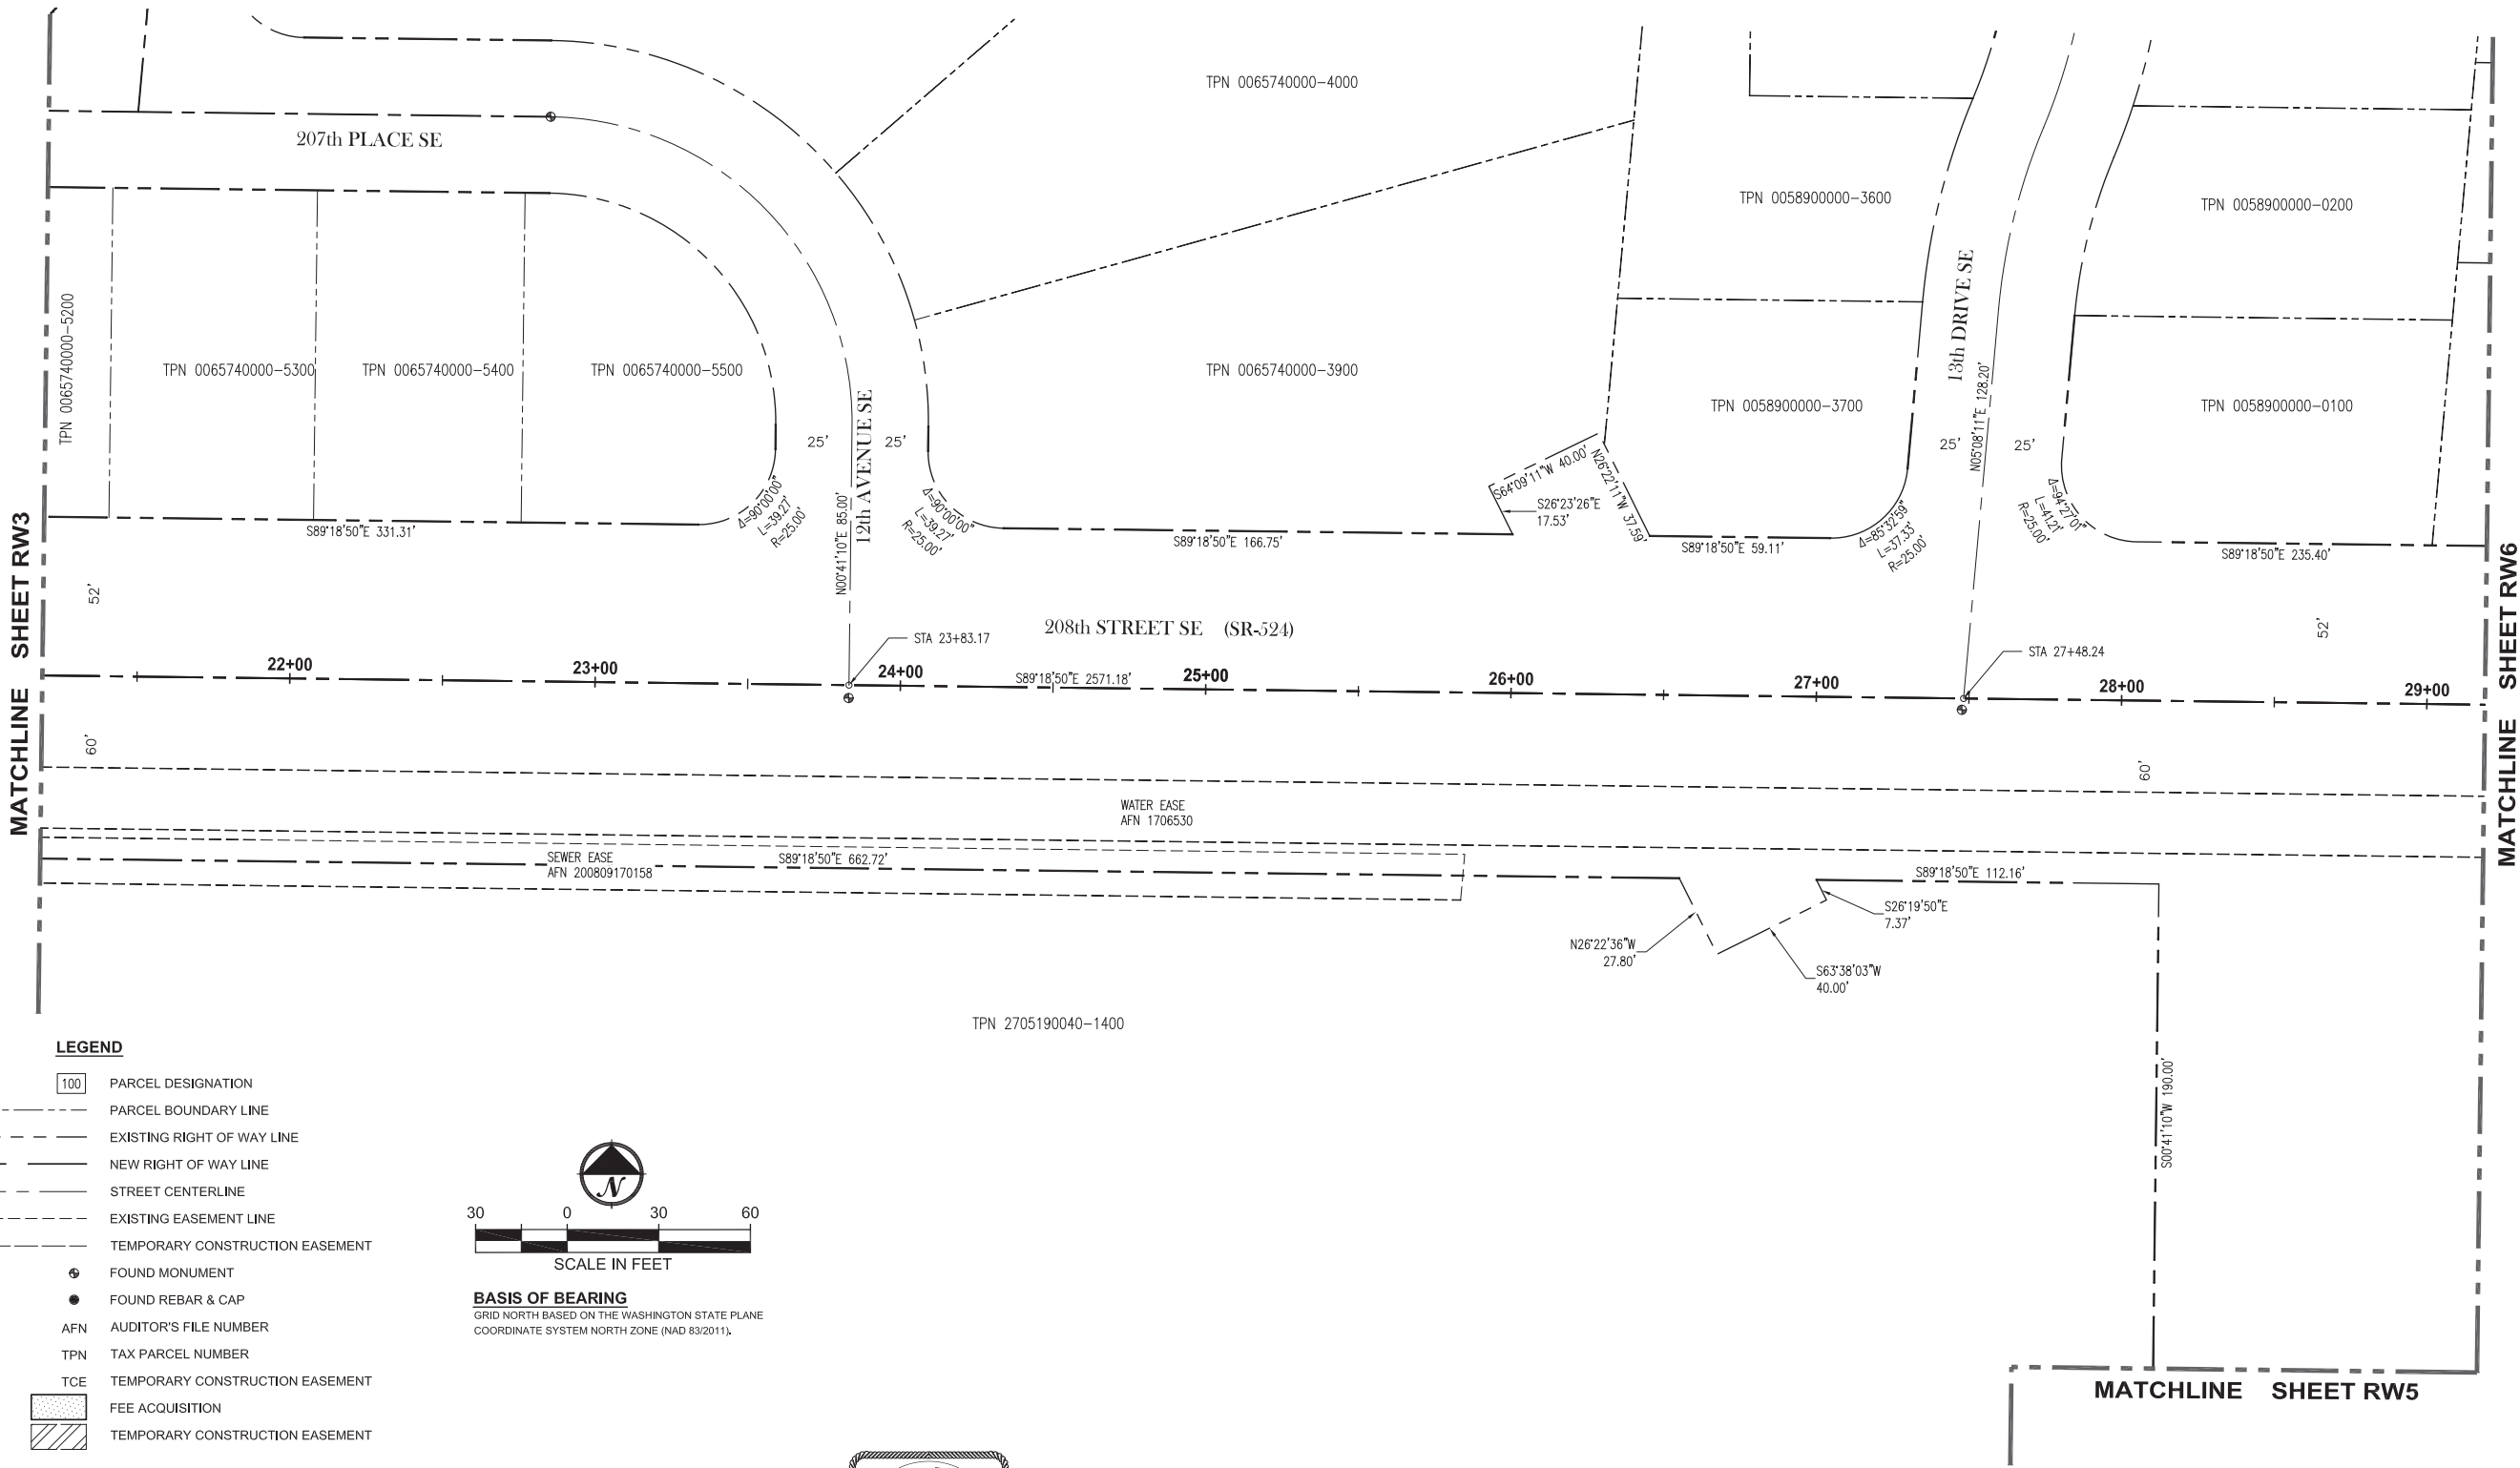 TPN 0065740000-4000
207th PLACE SE
TPN 0058900000-3600
TPN 0058900000-0200
TPN 0065740000-5200
TPN 0065740000-5300
TPN 0065740000-5400
TPN 0065740000-5500
TPN 0065740000-3900
TPN 0058900000-3700
TPN 0058900000-0100
12th AVENUE SE
13th DRIVE SE
25'
25'
25'
25'
N00°41'10"E 85.00'
N05°08'11"E 128.20'
S89°18'50"E 331.31'
Δ=90°00'00"
L=39.27'
R=25.00'
Δ=90°00'00"
L=39.27'
R=25.00'
S89°18'50"E 166.75'
S64°09'11"W 40.00'
S26°23'26"E
17.53'
N26°22'11"W 37.59'
S89°18'50"E 59.11'
Δ=85°32'59"
L=37.33'
R=25.00'
Δ=94°27'01"
L=41.21'
R=25.00'
S89°18'50"E 235.40'
MATCHLINE SHEET RW3
MATCHLINE SHEET RW6
52'
52'
208th STREET SE (SR-524)
STA 23+83.17
STA 27+48.24
22+00
23+00
24+00
S89°18'50"E 2571.18'
25+00
26+00
27+00
28+00
29+00
60'
60'
WATER EASE
AFN 1706530
SEWER EASE
AFN 200809170158
S89°18'50"E 662.72'
S89°18'50"E 112.16'
S26°19'50"E
7.37'
N26°22'36"W
27.80'
S63°38'03"W
40.00'
TPN 2705190040-1400
S00°41'10"W 190.00'
LEGEND
100 PARCEL DESIGNATION
PARCEL BOUNDARY LINE
EXISTING RIGHT OF WAY LINE
NEW RIGHT OF WAY LINE
STREET CENTERLINE
EXISTING EASEMENT LINE
TEMPORARY CONSTRUCTION EASEMENT
FOUND MONUMENT
FOUND REBAR & CAP
AFN AUDITOR'S FILE NUMBER
TPN TAX PARCEL NUMBER
TCE TEMPORARY CONSTRUCTION EASEMENT
FEE ACQUISITION
TEMPORARY CONSTRUCTION EASEMENT
N
30 0 30 60
SCALE IN FEET
BASIS OF BEARING
GRID NORTH BASED ON THE WASHINGTON STATE PLANE
COORDINATE SYSTEM NORTH ZONE (NAD 83/2011).
MATCHLINE SHEET RW5